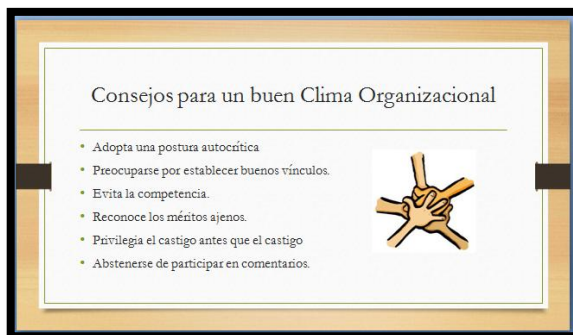 Consejos para un buen Clima Organizacional
Adopta una postura autocrítica
Preocuparse por establecer buenos vínculos.
Evita la competencia.
Reconoce los méritos ajenos.
Privilegia el castigo antes que el castigo
Abstenerse de participar en comentarios.